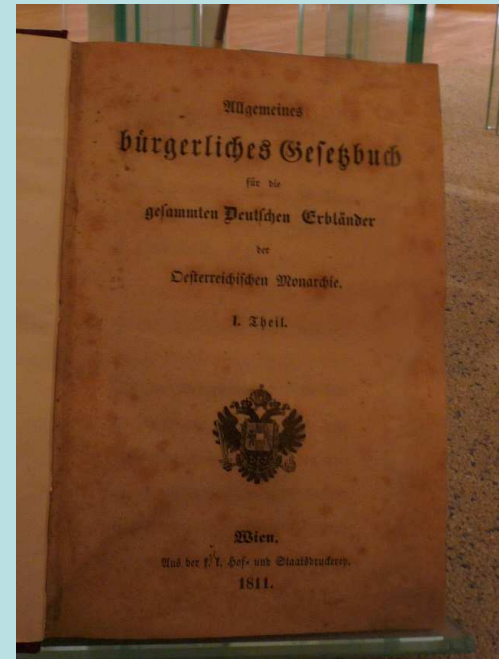 Allgemeines
bürgerliches Gesetzbuch
für die
gesammten Deutschen Erbländer
der
Oesterreichischen Monarchie.
I. Theil.
Wien,
Aus der k. k. Hof- und Staatsdruckerey.
1811.